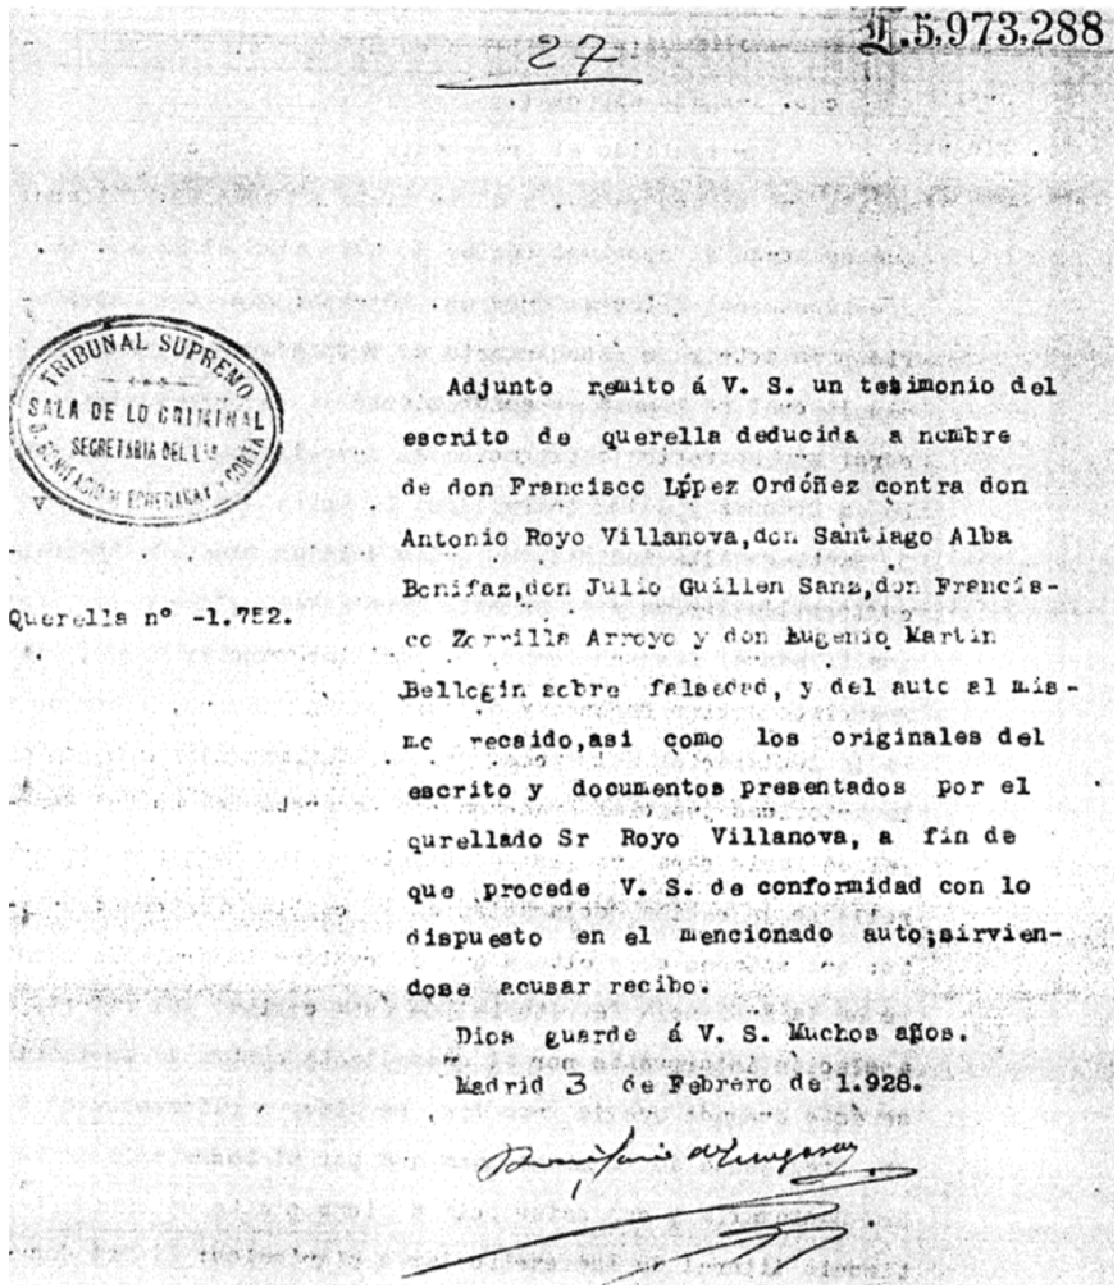 27
5.973.288
TRIBUNAL SUPREMO
SALA DE LO CRIMINAL
SECRETARIA DEL
Querella nº -1.752.
Adjunto remito á V. S. un tesimonio del
escrito de querella deducida a nombre
de don Francisco López Ordóñez contra don
Antonio Royo Villanova,don Santiago Alba
Bonifaz,don Julio Guillen Sanz,don Francis-
co Zorrilla Arroyo y don Eugenio Martin
Bellogin sobre falsedad, y del auto al mis-
mo recaido,asi como los originales del
escrito y documentos presentados por el
qurellado Sr Royo Villanova, a fin de
que procede V. S. de conformidad con lo
dispuesto en el mencionado auto;sirvien-
dose acusar recibo.
Dios guarde á V. S. Muchos años.
Madrid 3 de Febrero de 1.928.